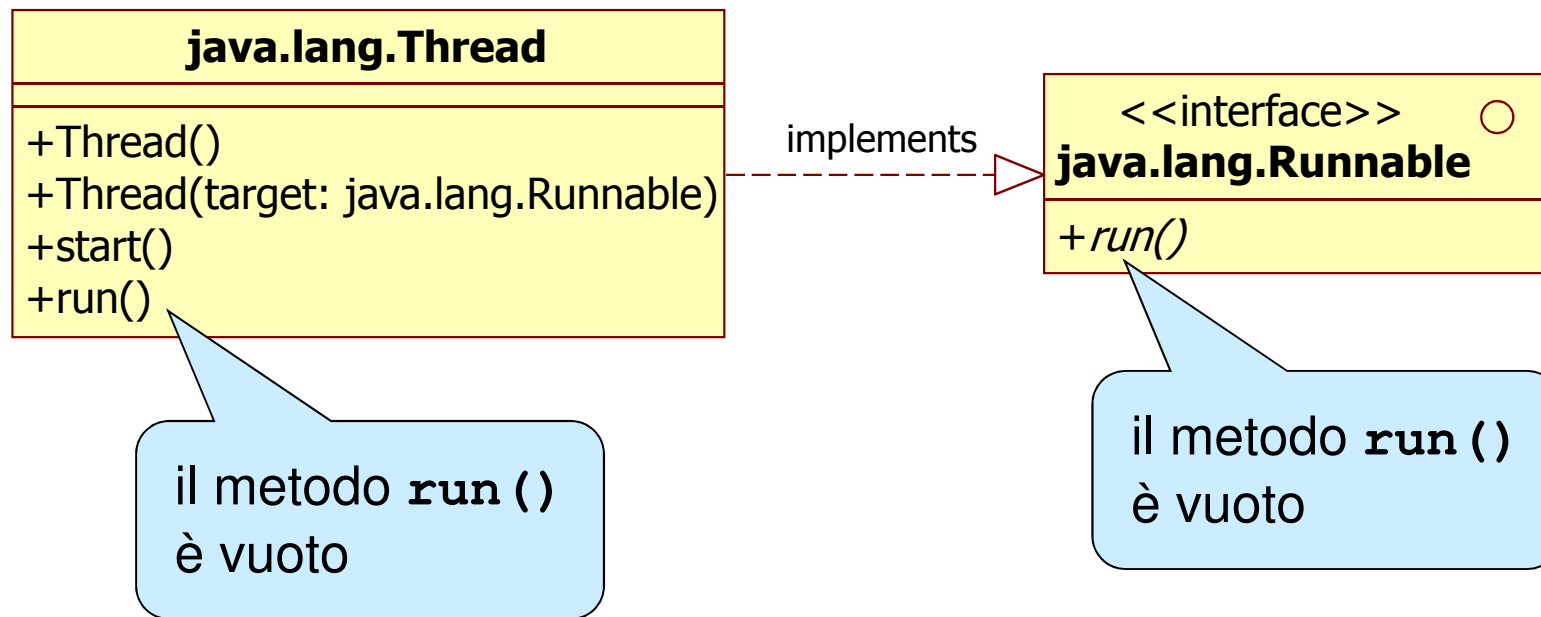 java.lang.Thread
+Thread()
+Thread(target: java.lang.Runnable)
+start()
+run()
implements
<<interface>>
java.lang.Runnable
+run()
il metodo run()
è vuoto
il metodo run()
è vuoto